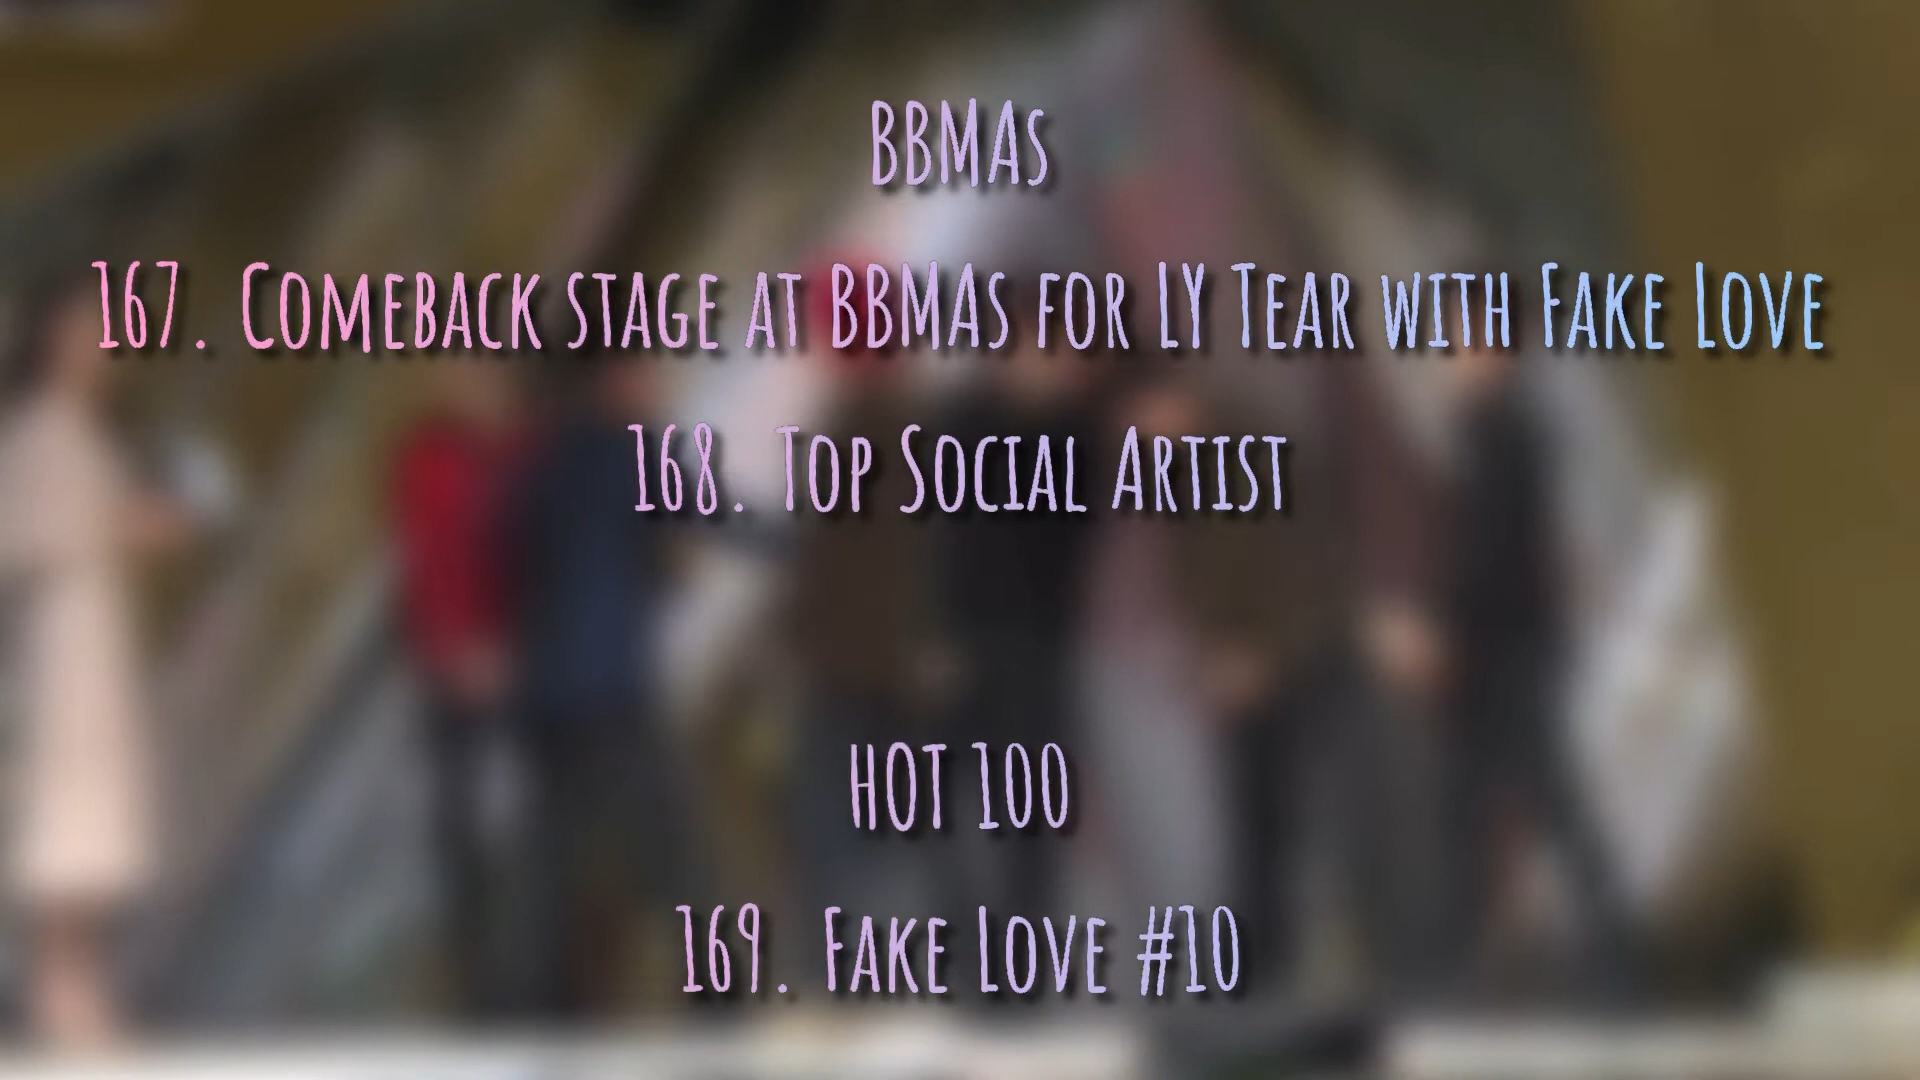 BBMAs
167. Comeback stage at BBMAs for LY Tear with Fake Love
168. Top Social Artist
HOT 100
169. Fake Love #10